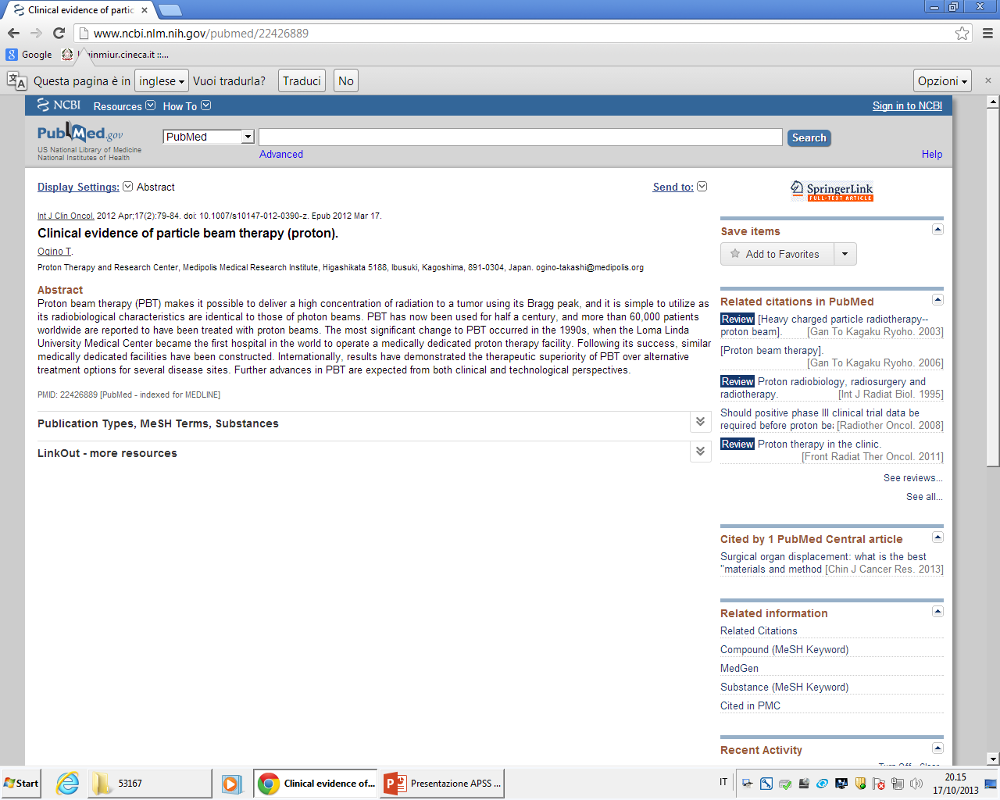 Clinical evidence of partic
www.ncbi.nlm.nih.gov/pubmed/22426889
Google
inmiur.cineca.it ::...
Questa pagina è in inglese Vuoi tradurla? Traduci No Opzioni
NCBI Resources How To Sign in to NCBI
PubMed.gov
US National Library of Medicine
National Institutes of Health
PubMed
Search
Advanced
Help
Display Settings: Abstract
Send to:
Int J Clin Oncol. 2012 Apr;17(2):79-84. doi: 10.1007/s10147-012-0390-z. Epub 2012 Mar 17.
Clinical evidence of particle beam therapy (proton).
Ogino T.
Proton Therapy and Research Center, Medipolis Medical Research Institute, Higashikata 5188, Ibusuki, Kagoshima, 891-0304, Japan. ogino-takashi@medipolis.org
Abstract
Proton beam therapy (PBT) makes it possible to deliver a high concentration of radiation to a tumor using its Bragg peak, and it is simple to utilize as
its radiobiological characteristics are identical to those of photon beams. PBT has now been used for half a century, and more than 60,000 patients
worldwide are reported to have been treated with proton beams. The most significant change to PBT occurred in the 1990s, when the Loma Linda
University Medical Center became the first hospital in the world to operate a medically dedicated proton therapy facility. Following its success, similar
medically dedicated facilities have been constructed. Internationally, results have demonstrated the therapeutic superiority of PBT over alternative
treatment options for several disease sites. Further advances in PBT are expected from both clinical and technological perspectives.
PMID: 22426889 [PubMed - indexed for MEDLINE]
Publication Types, MeSH Terms, Substances
LinkOut - more resources
SpringerLink
FULL-TEXT ARTICLE
Save items
Add to Favorites
Related citations in PubMed
Review [Heavy charged particle radiotherapy--
proton beam]. [Gan To Kagaku Ryoho. 2003]
[Proton beam therapy].
[Gan To Kagaku Ryoho. 2006]
Review Proton radiobiology, radiosurgery and
radiotherapy. [Int J Radiat Biol. 1995]
Should positive phase III clinical trial data be
required before proton be [Radiother Oncol. 2008]
Review Proton therapy in the clinic.
[Front Radiat Ther Oncol. 2011]
See reviews...
See all...
Cited by 1 PubMed Central article
Surgical organ displacement: what is the best
"materials and method [Chin J Cancer Res. 2013]
Related information
Related Citations
Compound (MeSH Keyword)
MedGen
Substance (MeSH Keyword)
Cited in PMC
Recent Activity
Turn Off Clear
Start
53167
Clinical evidence of...
Presentazione APSS ...
IT
20.15
17/10/2013